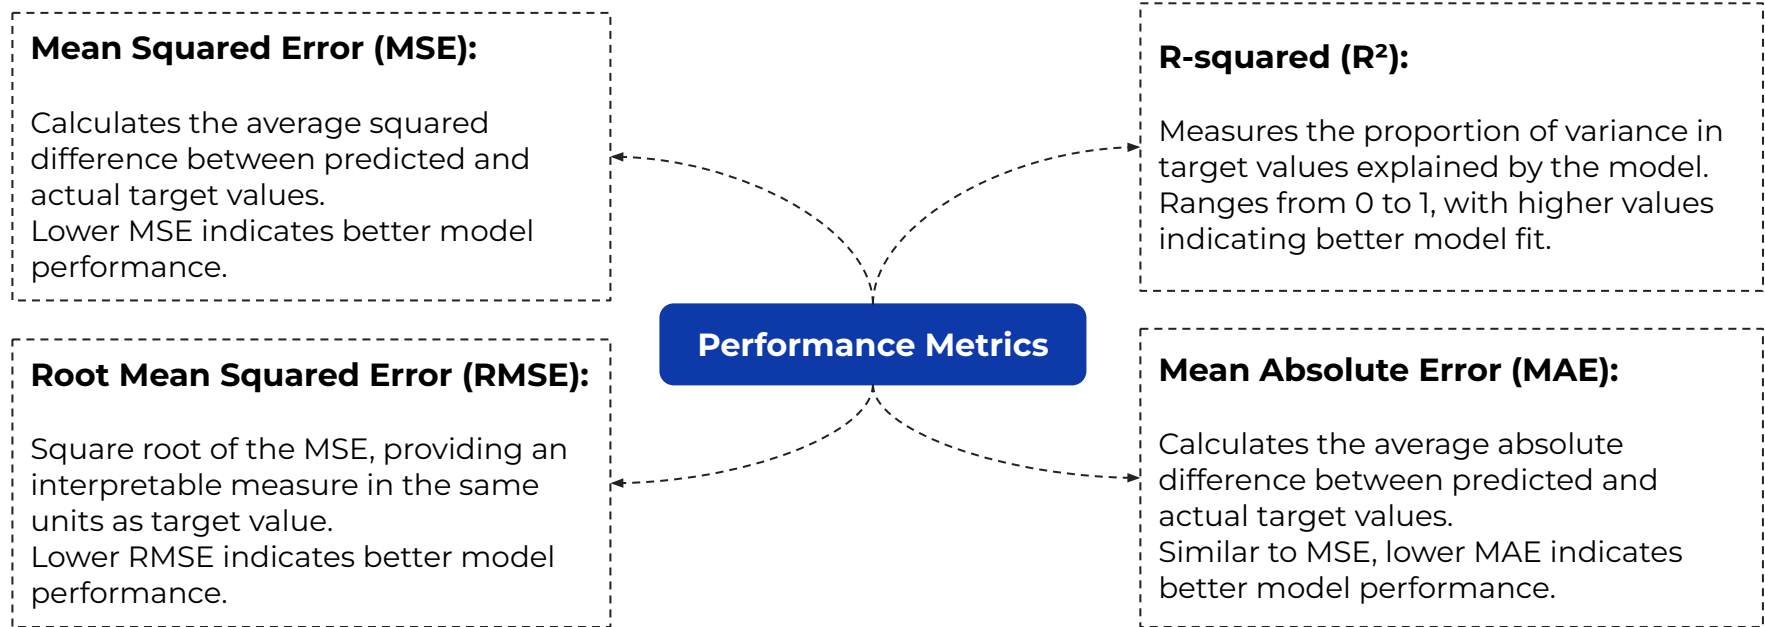 Mean Squared Error (MSE):
Calculates the average squared
difference between predicted and
actual target values.
Lower MSE indicates better model
performance.
R-squared (R²):
Measures the proportion of variance in
target values explained by the model.
Ranges from 0 to 1, with higher values
indicating better model fit.
Performance Metrics
Root Mean Squared Error (RMSE):
Square root of the MSE, providing an
interpretable measure in the same
units as target value.
Lower RMSE indicates better model
performance.
Mean Absolute Error (MAE):
Calculates the average absolute
difference between predicted and
actual target values.
Similar to MSE, lower MAE indicates
better model performance.